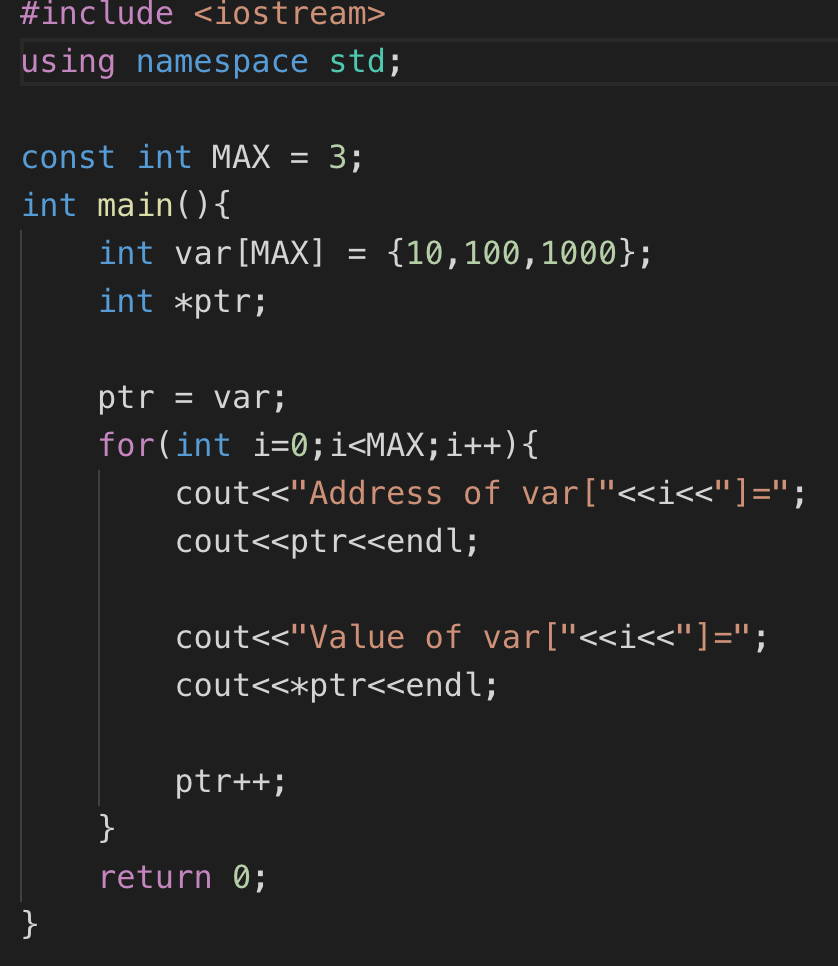 #include <iostream>
using namespace std;
const int MAX = 3;
int main(){
    int var[MAX] = {10,100,1000};
    int *ptr;
    ptr = var;
    for(int i=0;i<MAX;i++){
        cout<<"Address of var["<<i<<"]=";
        cout<<ptr<<endl;
        cout<<"Value of var["<<i<<"]=";
        cout<<*ptr<<endl;
        ptr++;
    }
    return 0;
}